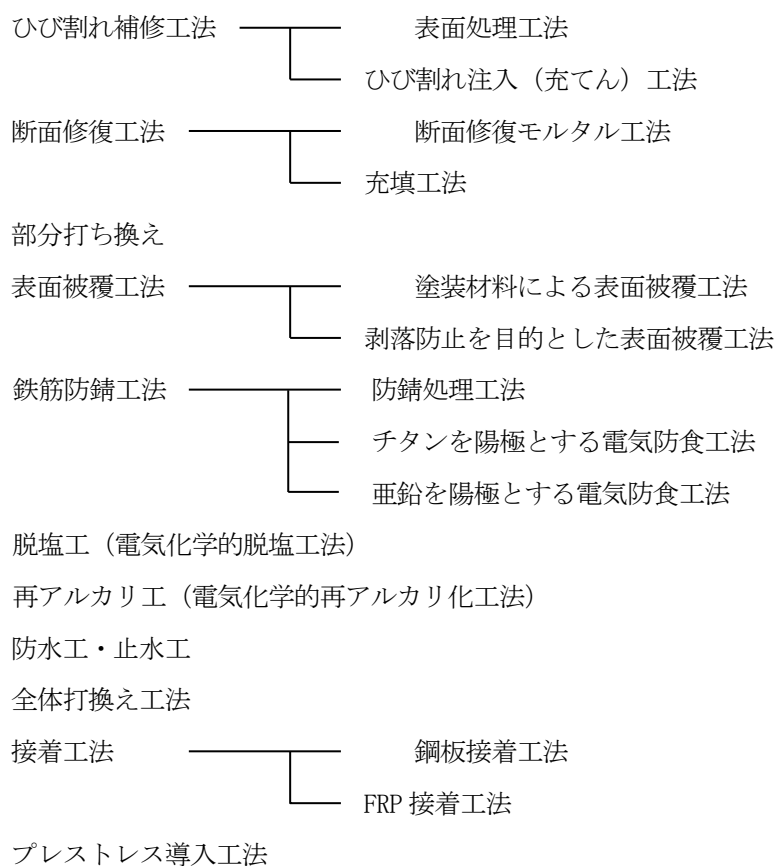 ひび割れ補修工法 表面処理工法
ひび割れ注入（充てん）工法
断面修復工法 断面修復モルタル工法
充填工法
部分打ち換え
表面被覆工法 塗装材料による表面被覆工法
剥落防止を目的とした表面被覆工法
鉄筋防錆工法 防錆処理工法
チタンを陽極とする電気防食工法
亜鉛を陽極とする電気防食工法
脱塩工（電気化学的脱塩工法）
再アルカリ工（電気化学的再アルカリ化工法）
防水工・止水工
全体打換え工法
接着工法 鋼板接着工法
FRP 接着工法
プレストレス導入工法